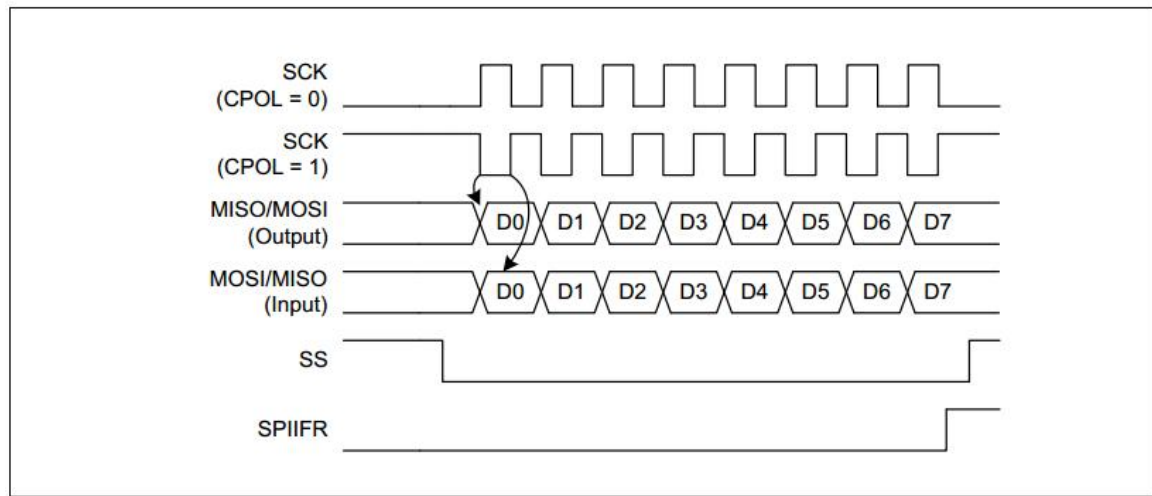 SCK
(CPOL = 0)
SCK
(CPOL = 1)
MISO/MOSI
(Output)
D0 D1 D2 D3 D4 D5 D6 D7
MOSI/MISO
(Input)
D0 D1 D2 D3 D4 D5 D6 D7
SS
SPIIFR